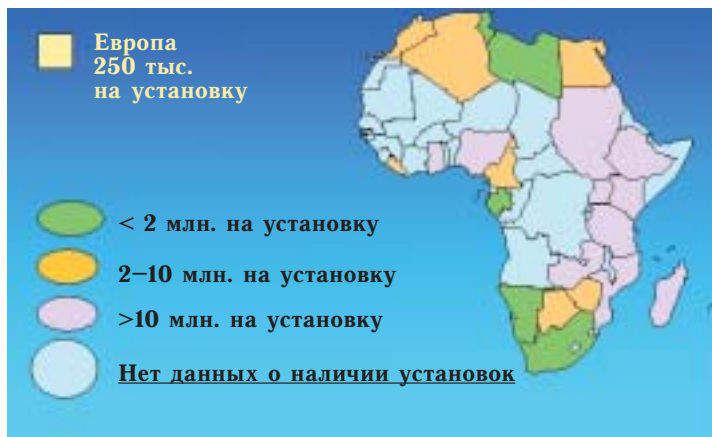 Европа
250 тыс.
на установку
< 2 млн. на установку
2–10 млн. на установку
>10 млн. на установку
Нет данных о наличии установок